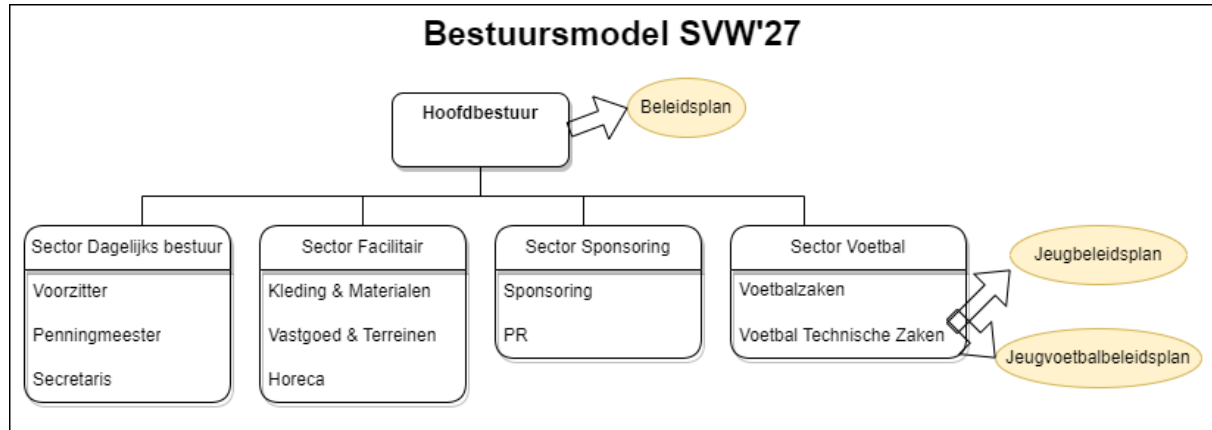 Bestuursmodel SVW'27
Hoofdbestuur
Beleidsplan
Sector Dagelijks bestuur
Voorzitter
Penningmeester
Secretaris
Sector Facilitair
Kleding & Materialen
Vastgoed & Terreinen
Horeca
Sector Sponsoring
Sponsoring
PR
Sector Voetbal
Voetbalzaken
Voetbal Technische Zaken
Jeugbeleidsplan
Jeugvoetbalbeleidsplan